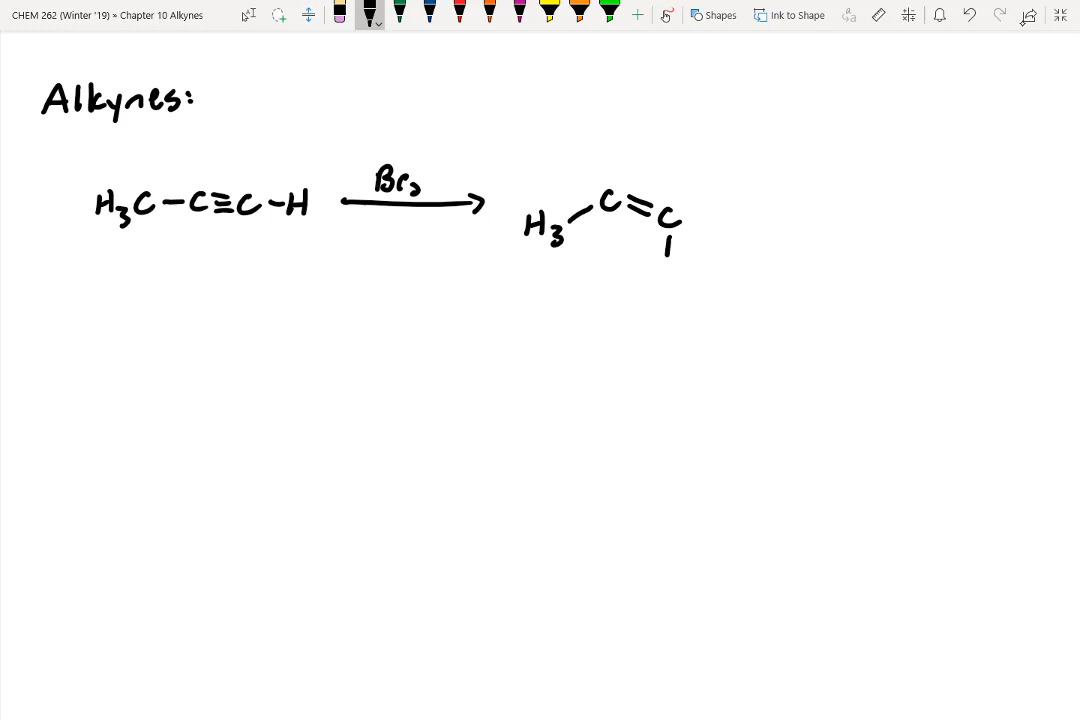 CHEM 262 (Winter '19) » Chapter 10 Alkynes Shapes Ink to Shape
Alkynes:
H₃C-C≡C-H Br₂ H₃-C=C